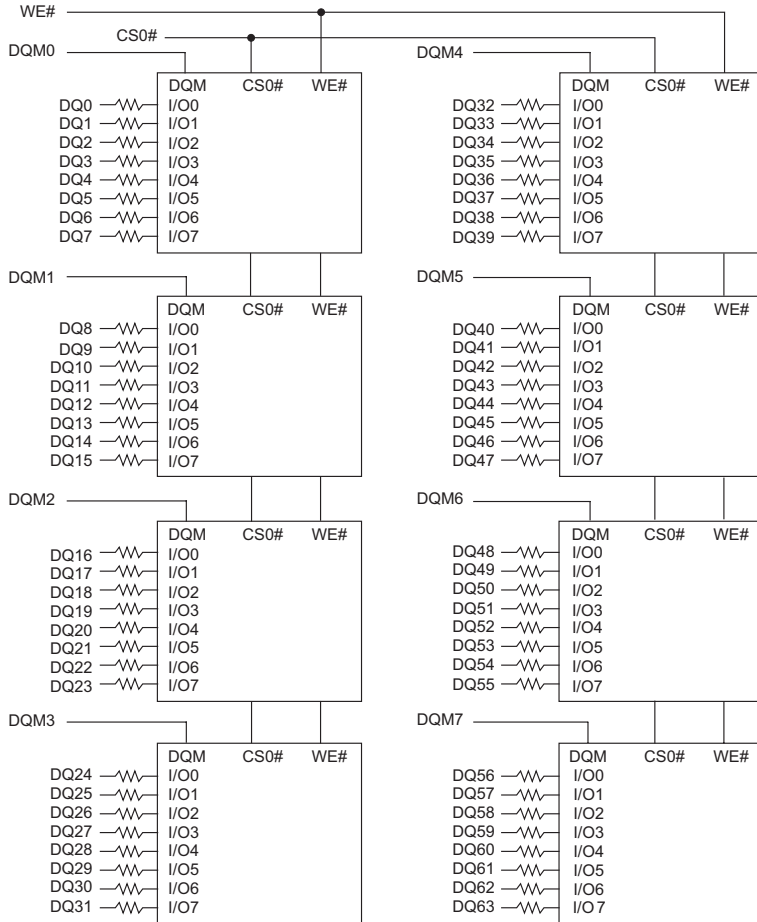 WE#
CS0#
DQM0
DQM CS0# WE#
DQ0 I/O0
DQ1 I/O1
DQ2 I/O2
DQ3 I/O3
DQ4 I/O4
DQ5 I/O5
DQ6 I/O6
DQ7 I/O7
DQM1
DQM CS0# WE#
DQ8 I/O0
DQ9 I/O1
DQ10 I/O2
DQ11 I/O3
DQ12 I/O4
DQ13 I/O5
DQ14 I/O6
DQ15 I/O7
DQM2
DQM CS0# WE#
DQ16 I/O0
DQ17 I/O1
DQ18 I/O2
DQ19 I/O3
DQ20 I/O4
DQ21 I/O5
DQ22 I/O6
DQ23 I/O7
DQM3
DQM CS0# WE#
DQ24 I/O0
DQ25 I/O1
DQ26 I/O2
DQ27 I/O3
DQ28 I/O4
DQ29 I/O5
DQ30 I/O6
DQ31 I/O7
DQM4
DQM CS0# WE#
DQ32 I/O0
DQ33 I/O1
DQ34 I/O2
DQ35 I/O3
DQ36 I/O4
DQ37 I/O5
DQ38 I/O6
DQ39 I/O7
DQM5
DQM CS0# WE#
DQ40 I/O0
DQ41 I/O1
DQ42 I/O2
DQ43 I/O3
DQ44 I/O4
DQ45 I/O5
DQ46 I/O6
DQ47 I/O7
DQM6
DQM CS0# WE#
DQ48 I/O0
DQ49 I/O1
DQ50 I/O2
DQ51 I/O3
DQ52 I/O4
DQ53 I/O5
DQ54 I/O6
DQ55 I/O7
DQM7
DQM CS0# WE#
DQ56 I/O0
DQ57 I/O1
DQ58 I/O2
DQ59 I/O3
DQ60 I/O4
DQ61 I/O5
DQ62 I/O6
DQ63 I/O7